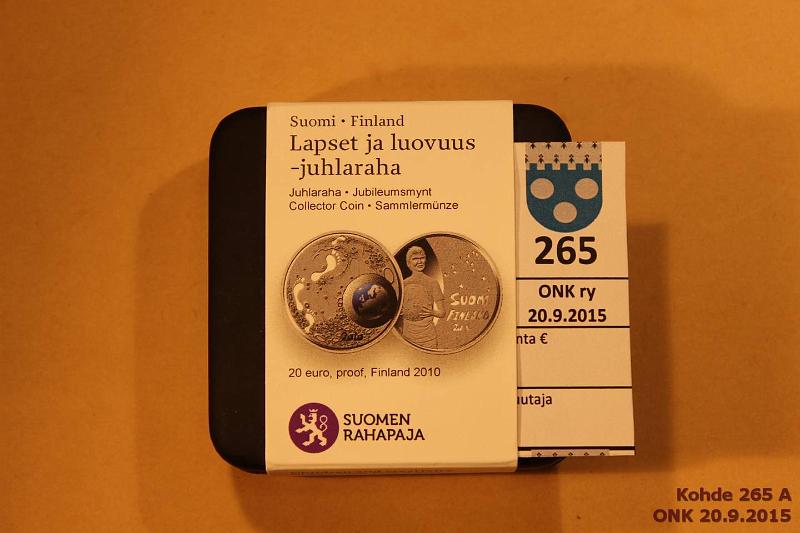 Suomi • Finland
Lapset ja luovuus
-juhlaraha
Juhlaraha • Jubileumsmynt
Collector Coin • Sammlermünze
2010
SUOMI
FINLAND
20 euro, proof, Finland 2010
SUOMEN
RAHAPAJA
265
ONK ry
20.9.2015
nta €
utaja
Kohde 265 A
ONK 20.9.2015